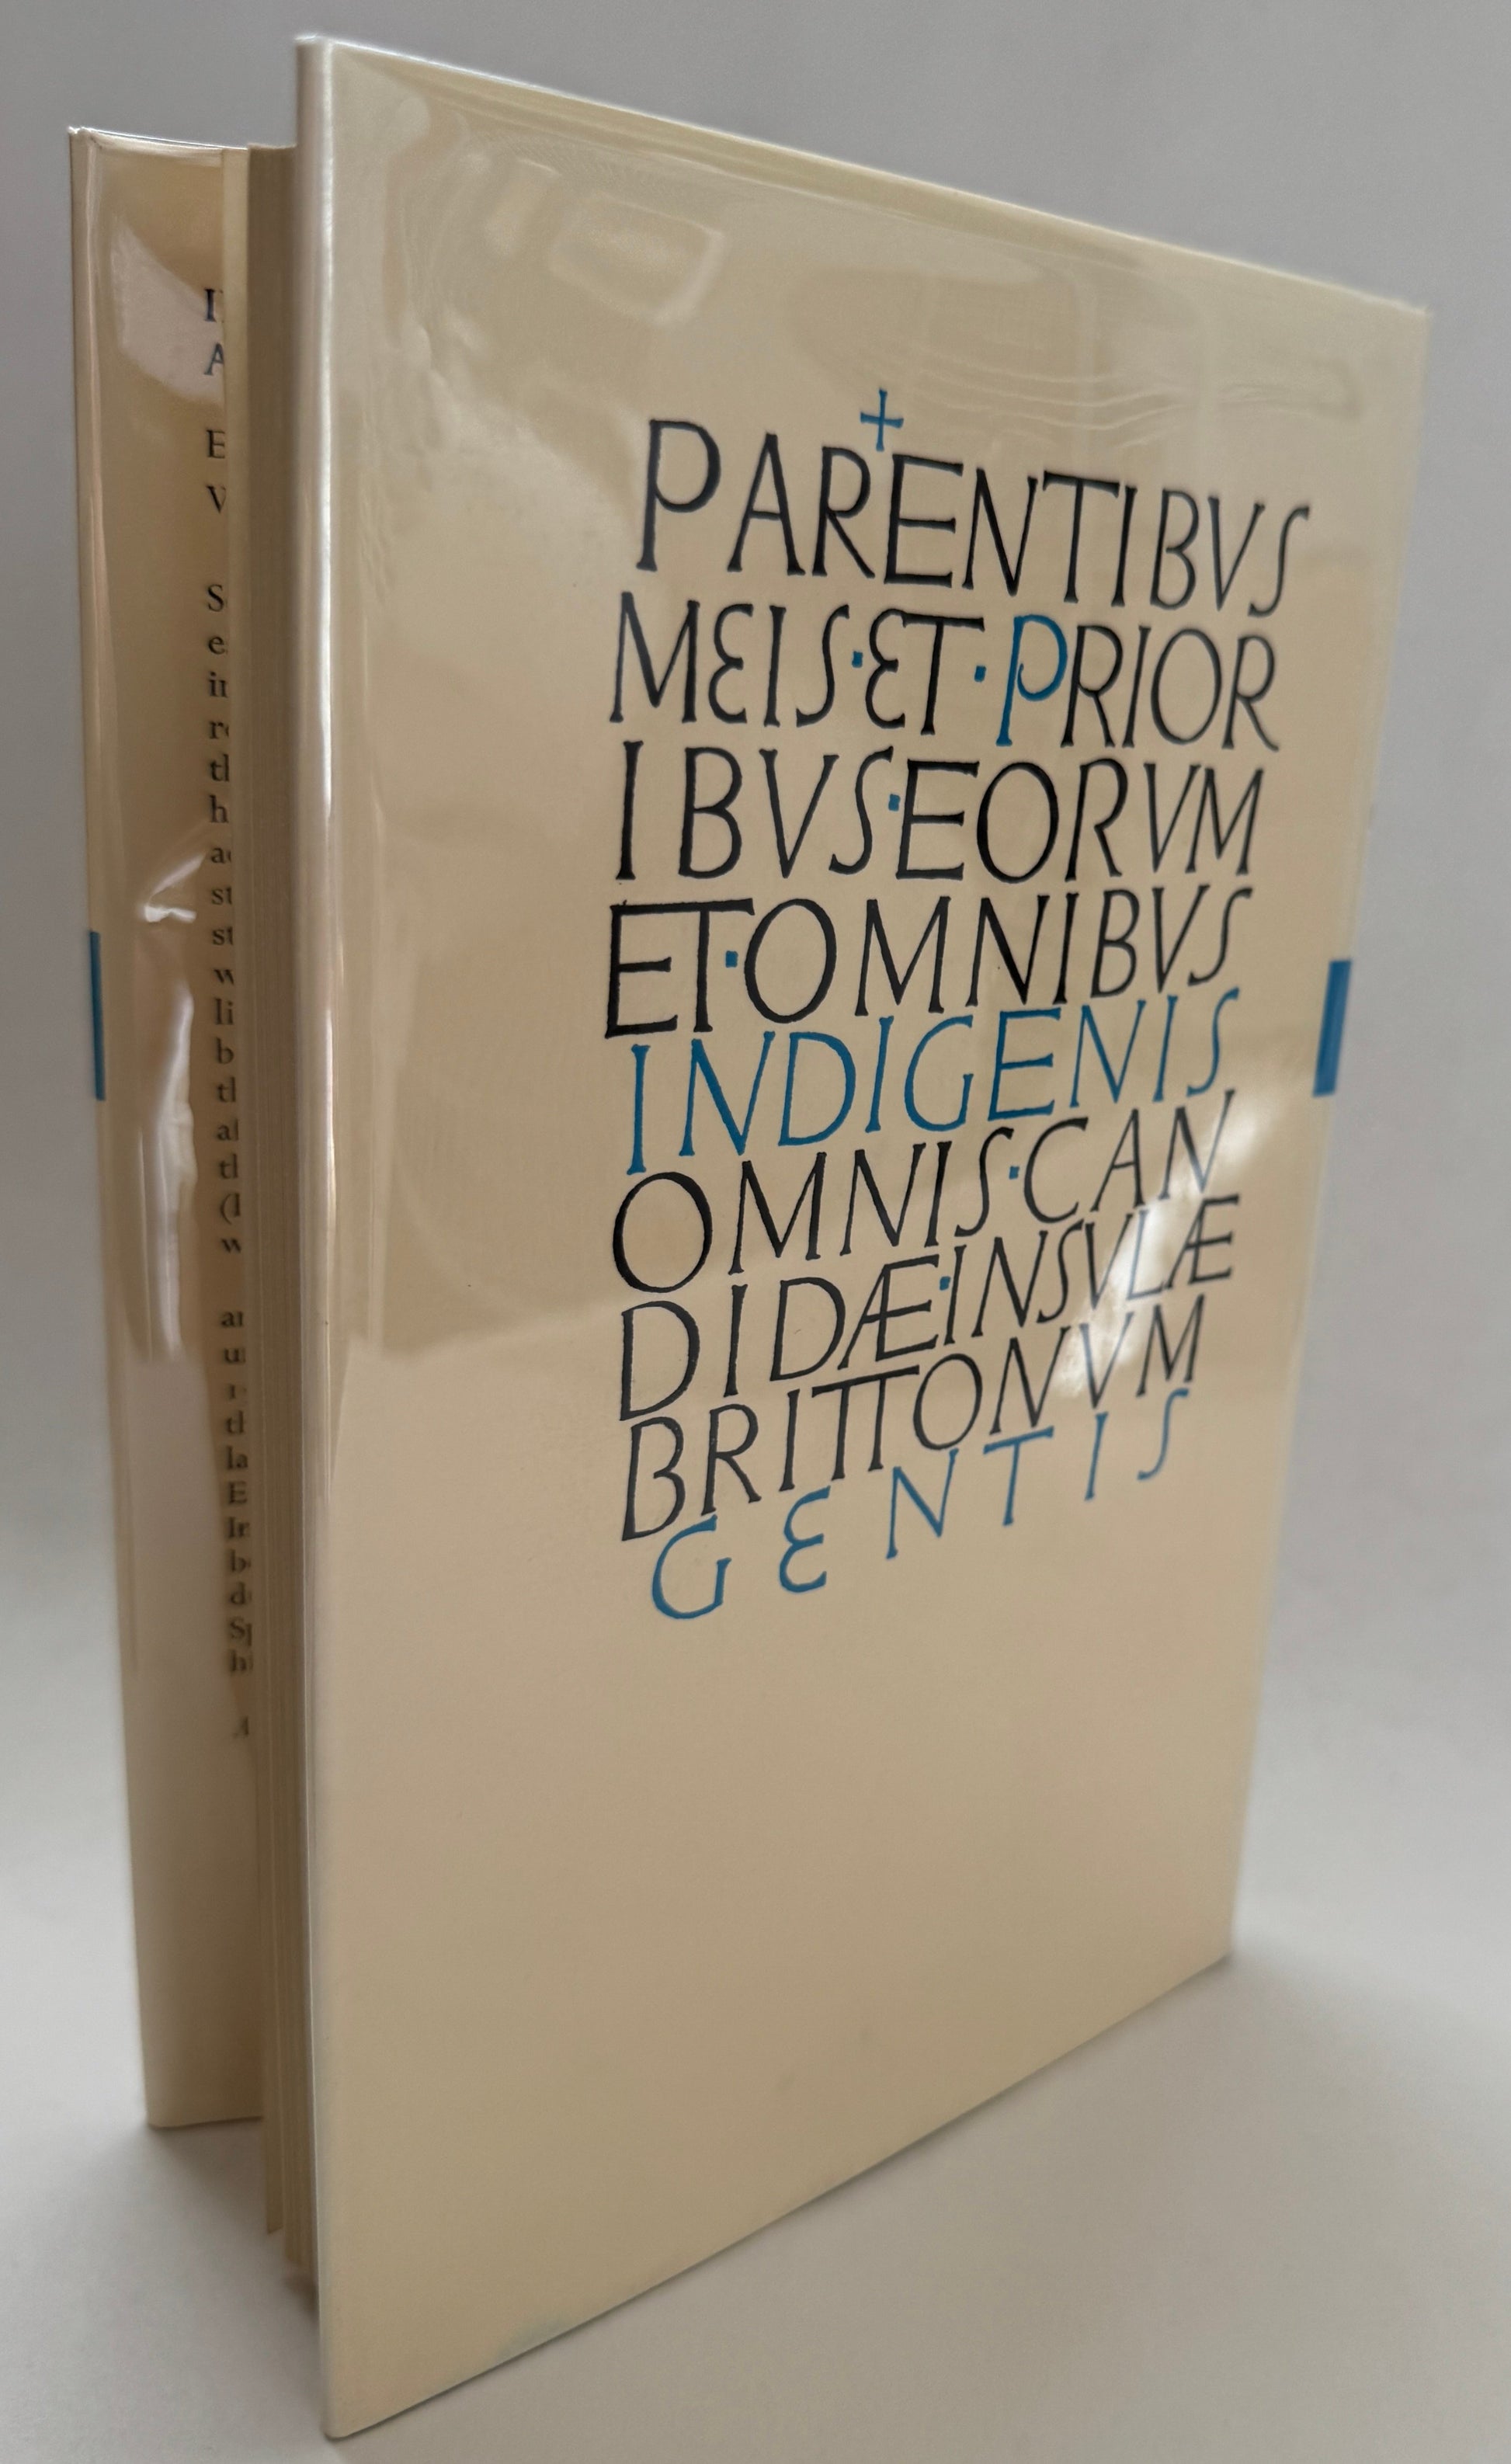 PARENTIBVS
MEIS·ET·PRIOR
IBVS·EORVM
ET·OMNIBVS
INDIGENIS
OMNIS·CAN
DIDÆ·INSVLÆ
BRITTONVM
GENTIS